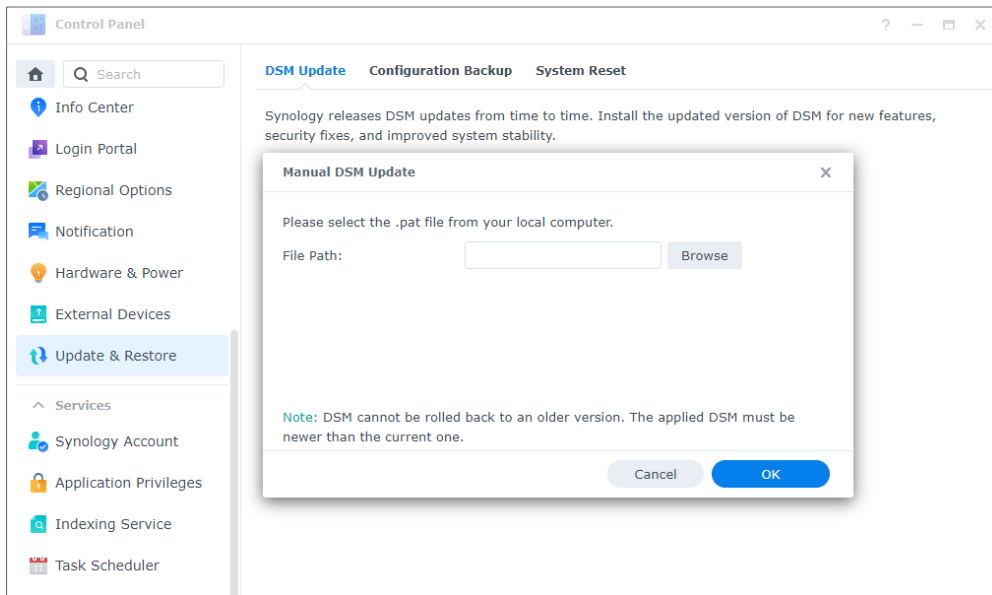 Control Panel
?
Search
DSM Update Configuration Backup System Reset
Info Center
Login Portal
Regional Options
Notification
Hardware & Power
External Devices
Update & Restore
Services
Synology Account
Application Privileges
Indexing Service
Task Scheduler
Synology releases DSM updates from time to time. Install the updated version of DSM for new features,
security fixes, and improved system stability.
Manual DSM Update
Please select the .pat file from your local computer.
File Path:
Browse
Note: DSM cannot be rolled back to an older version. The applied DSM must be
newer than the current one.
Cancel OK